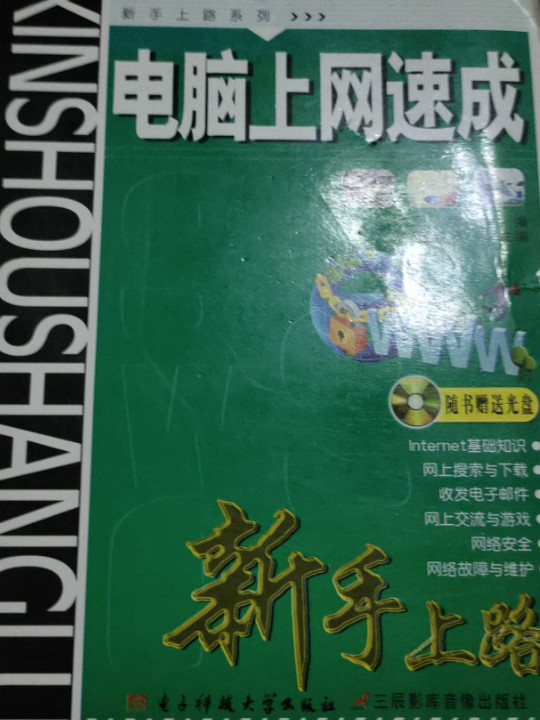 新手上路系列 >>>
电脑上网速成
WWW
随书赠送光盘
Internet基础知识 ●
网上搜索与下载 ●
收发电子邮件 ●
网上交流与游戏 ●
网络安全 ●
网络故障与维护
新手上路
电子科技大学出版社
三辰影库音像出版社
XINSHOUSHANGLU